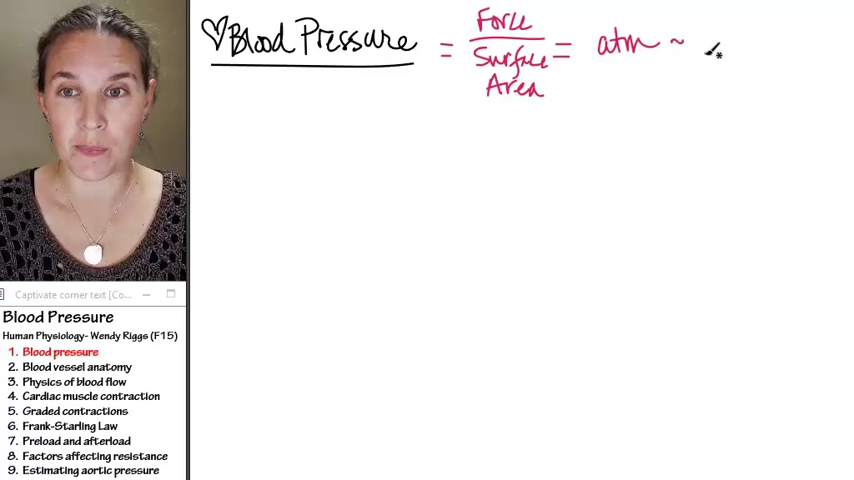 ♡Blood Pressure = Force / Surface Area = atm ~
Captivate corner text [Co...
Blood Pressure
Human Physiology- Wendy Riggs (F15)
1. Blood pressure
2. Blood vessel anatomy
3. Physics of blood flow
4. Cardiac muscle contraction
5. Graded contractions
6. Frank-Starling Law
7. Preload and afterload
8. Factors affecting resistance
9. Estimating aortic pressure